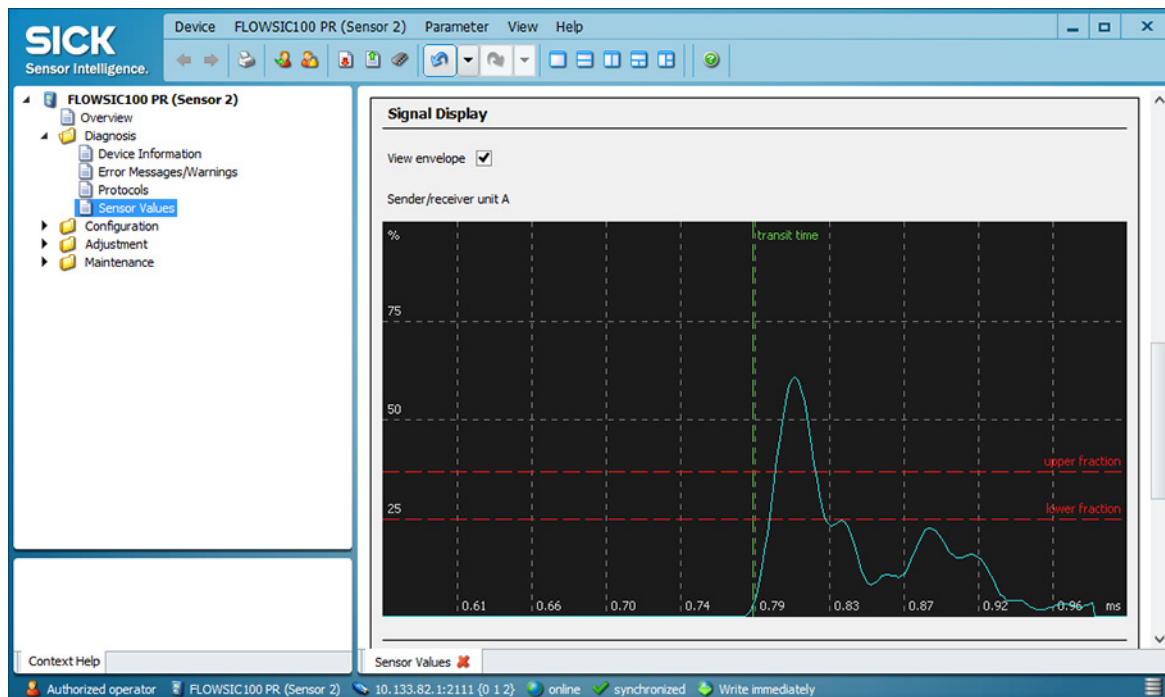 SICK
Sensor Intelligence.
Device FLOWSIC100 PR (Sensor 2) Parameter View Help
FLOWSIC100 PR (Sensor 2)
Overview
Diagnosis
Device Information
Error Messages/Warnings
Protocols
Sensor Values
Configuration
Adjustment
Maintenance
Context Help
Signal Display
View envelope
Sender/receiver unit A
%
transit time
75
50
upper fraction
25
lower fraction
0.61 0.66 0.70 0.74 0.79 0.83 0.87 0.92 0.96 ms
Sensor Values
Authorized operator FLOWSIC100 PR (Sensor 2) 10.133.82.1:2111 {0 1 2} online synchronized Write immediately